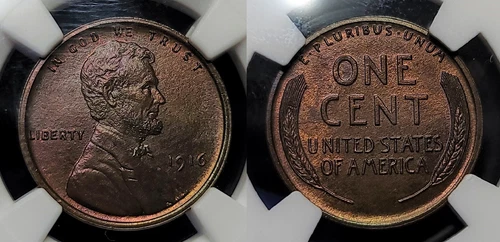 IN GOD WE TRUST
LIBERTY
1916
E·PLURIBUS·UNUM
ONE
CENT
UNITED STATES
OF AMERICA